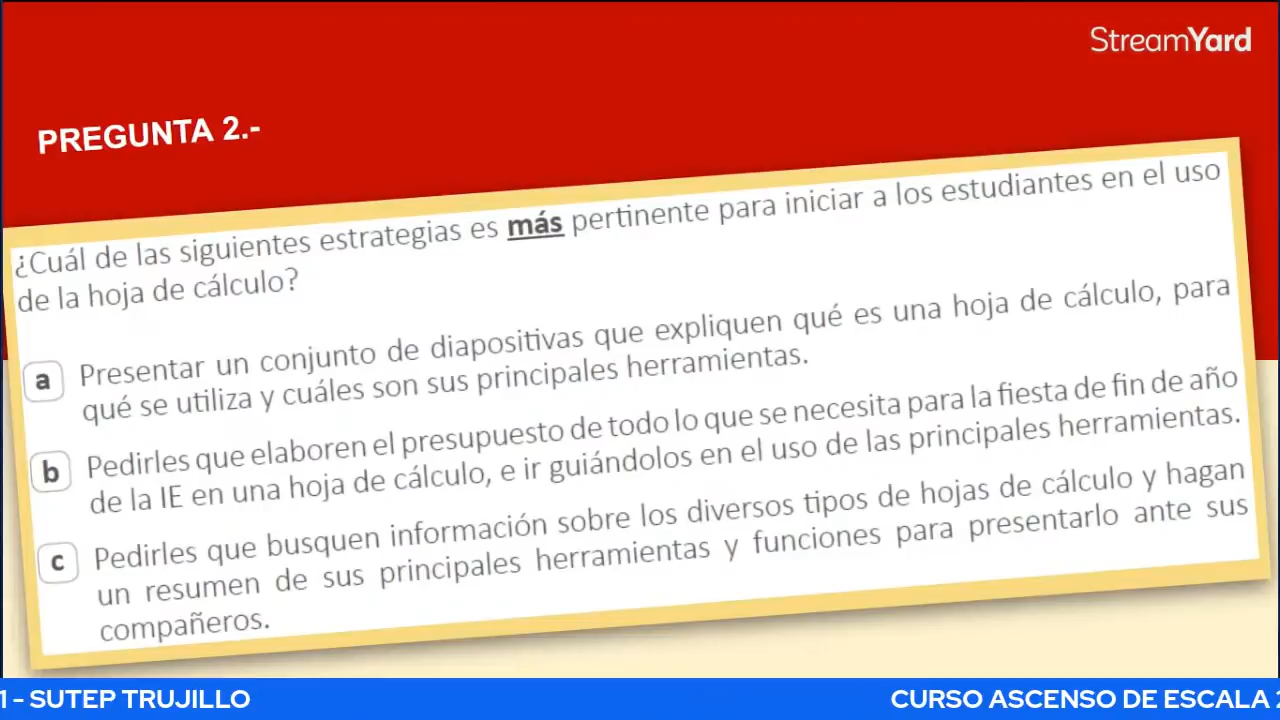 StreamYard
PREGUNTA 2.-
¿Cuál de las siguientes estrategias es más pertinente para iniciar a los estudiantes en el uso
de la hoja de cálculo?
a Presentar un conjunto de diapositivas que expliquen qué es una hoja de cálculo, para
qué se utiliza y cuáles son sus principales herramientas.
b Pedirles que elaboren el presupuesto de todo lo que se necesita para la fiesta de fin de año
de la IE en una hoja de cálculo, e ir guiándolos en el uso de las principales herramientas.
c Pedirles que busquen información sobre los diversos tipos de hojas de cálculo y hagan
un resumen de sus principales herramientas y funciones para presentarlo ante sus
compañeros.
1 - SUTEP TRUJILLO CURSO ASCENSO DE ESCALA